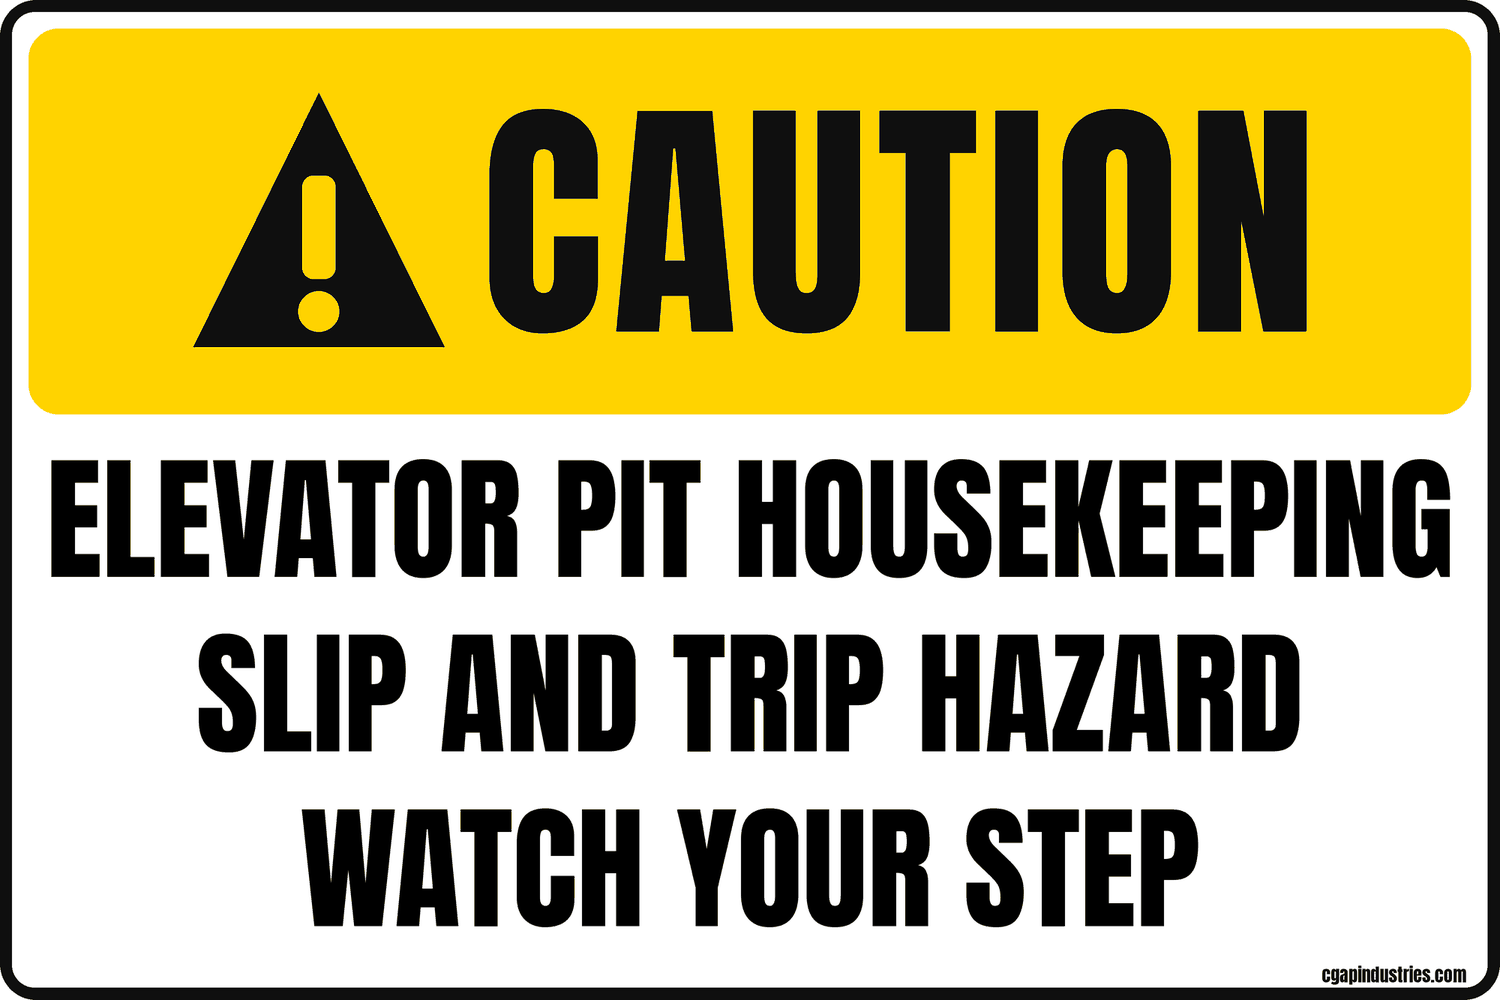 CAUTION
ELEVATOR PIT HOUSEKEEPING
SLIP AND TRIP HAZARD
WATCH YOUR STEP
cgapindustries.com